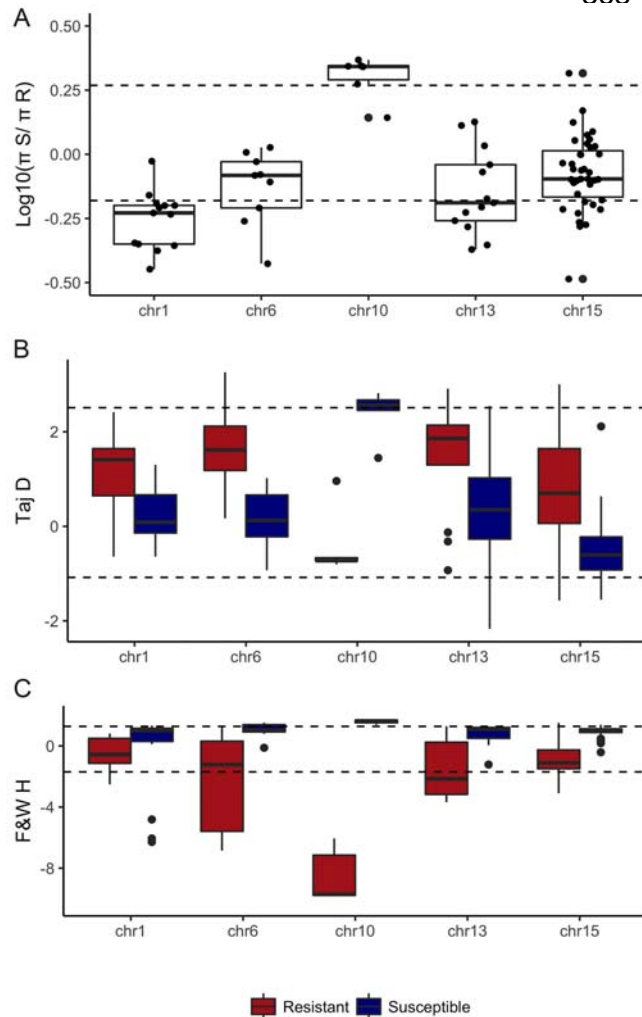 A
Log10(π S/ π R)
0.50
0.25
0.00
-0.25
-0.50
chr1 chr6 chr10 chr13 chr15
B
Taj D
2
0
-2
chr1 chr6 chr10 chr13 chr15
C
F&W H
0
-4
-8
chr1 chr6 chr10 chr13 chr15
Resistant Susceptible